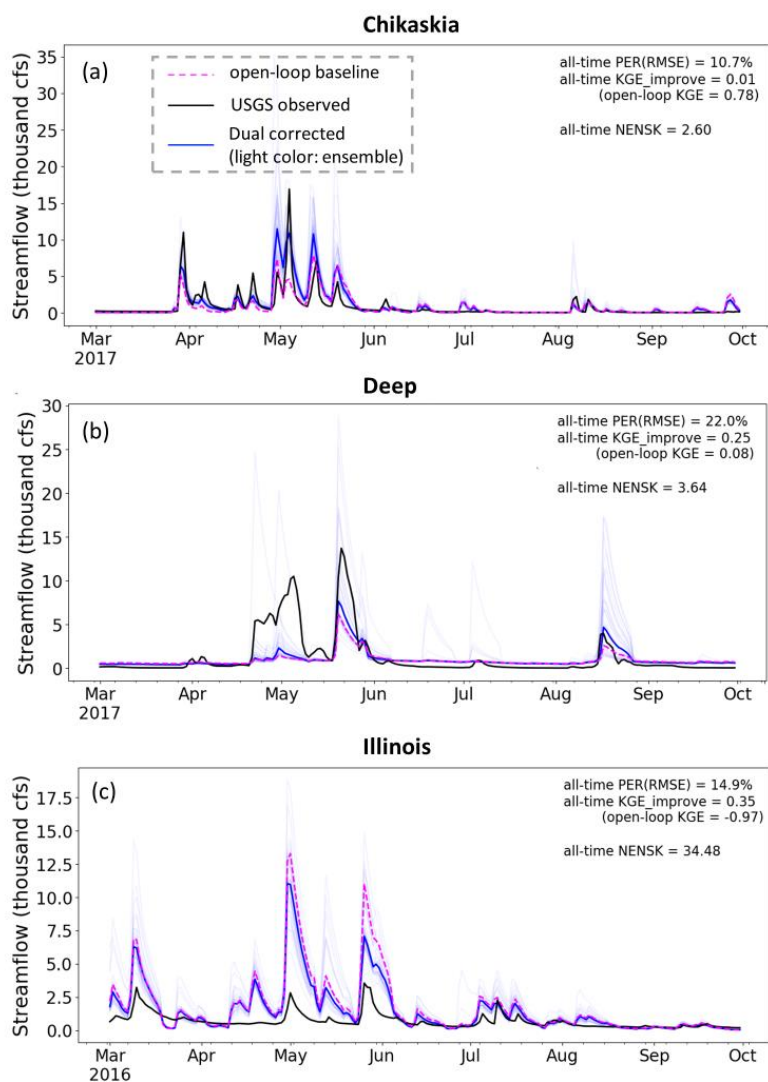 Chikaskia
Streamflow (thousand cfs)
35
30
25
20
15
10
5
0
(a)
open-loop baseline
USGS observed
Dual corrected
(light color: ensemble)
all-time PER(RMSE) = 10.7%
all-time KGE_improve = 0.01
(open-loop KGE = 0.78)
all-time NENSK = 2.60
Mar Apr May Jun Jul Aug Sep Oct
2017
Deep
Streamflow (thousand cfs)
30
25
20
15
10
5
0
(b)
all-time PER(RMSE) = 22.0%
all-time KGE_improve = 0.25
(open-loop KGE = 0.08)
all-time NENSK = 3.64
Mar Apr May Jun Jul Aug Sep Oct
2017
Illinois
Streamflow (thousand cfs)
17.5
15.0
12.5
10.0
7.5
5.0
2.5
0.0
(c)
all-time PER(RMSE) = 14.9%
all-time KGE_improve = 0.35
(open-loop KGE = -0.97)
all-time NENSK = 34.48
Mar Apr May Jun Jul Aug Sep Oct
2016